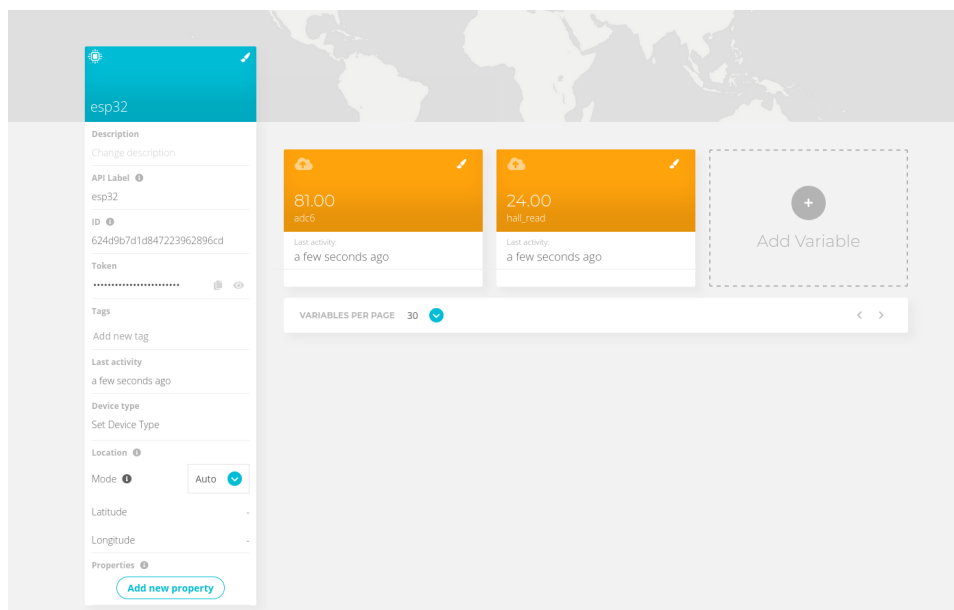 esp32
Description
Change description
API Label
esp32
ID
624d9b7d1d847223962896cd
Token
••••••••••••••••••••••••
Tags
Add new tag
Last activity
a few seconds ago
Device type
Set Device Type
Location
Mode Auto
Latitude -
Longitude -
Properties
Add new property
81.00
adc6
Last activity:
a few seconds ago
24.00
hall_read
Last activity:
a few seconds ago
Add Variable
VARIABLES PER PAGE 30